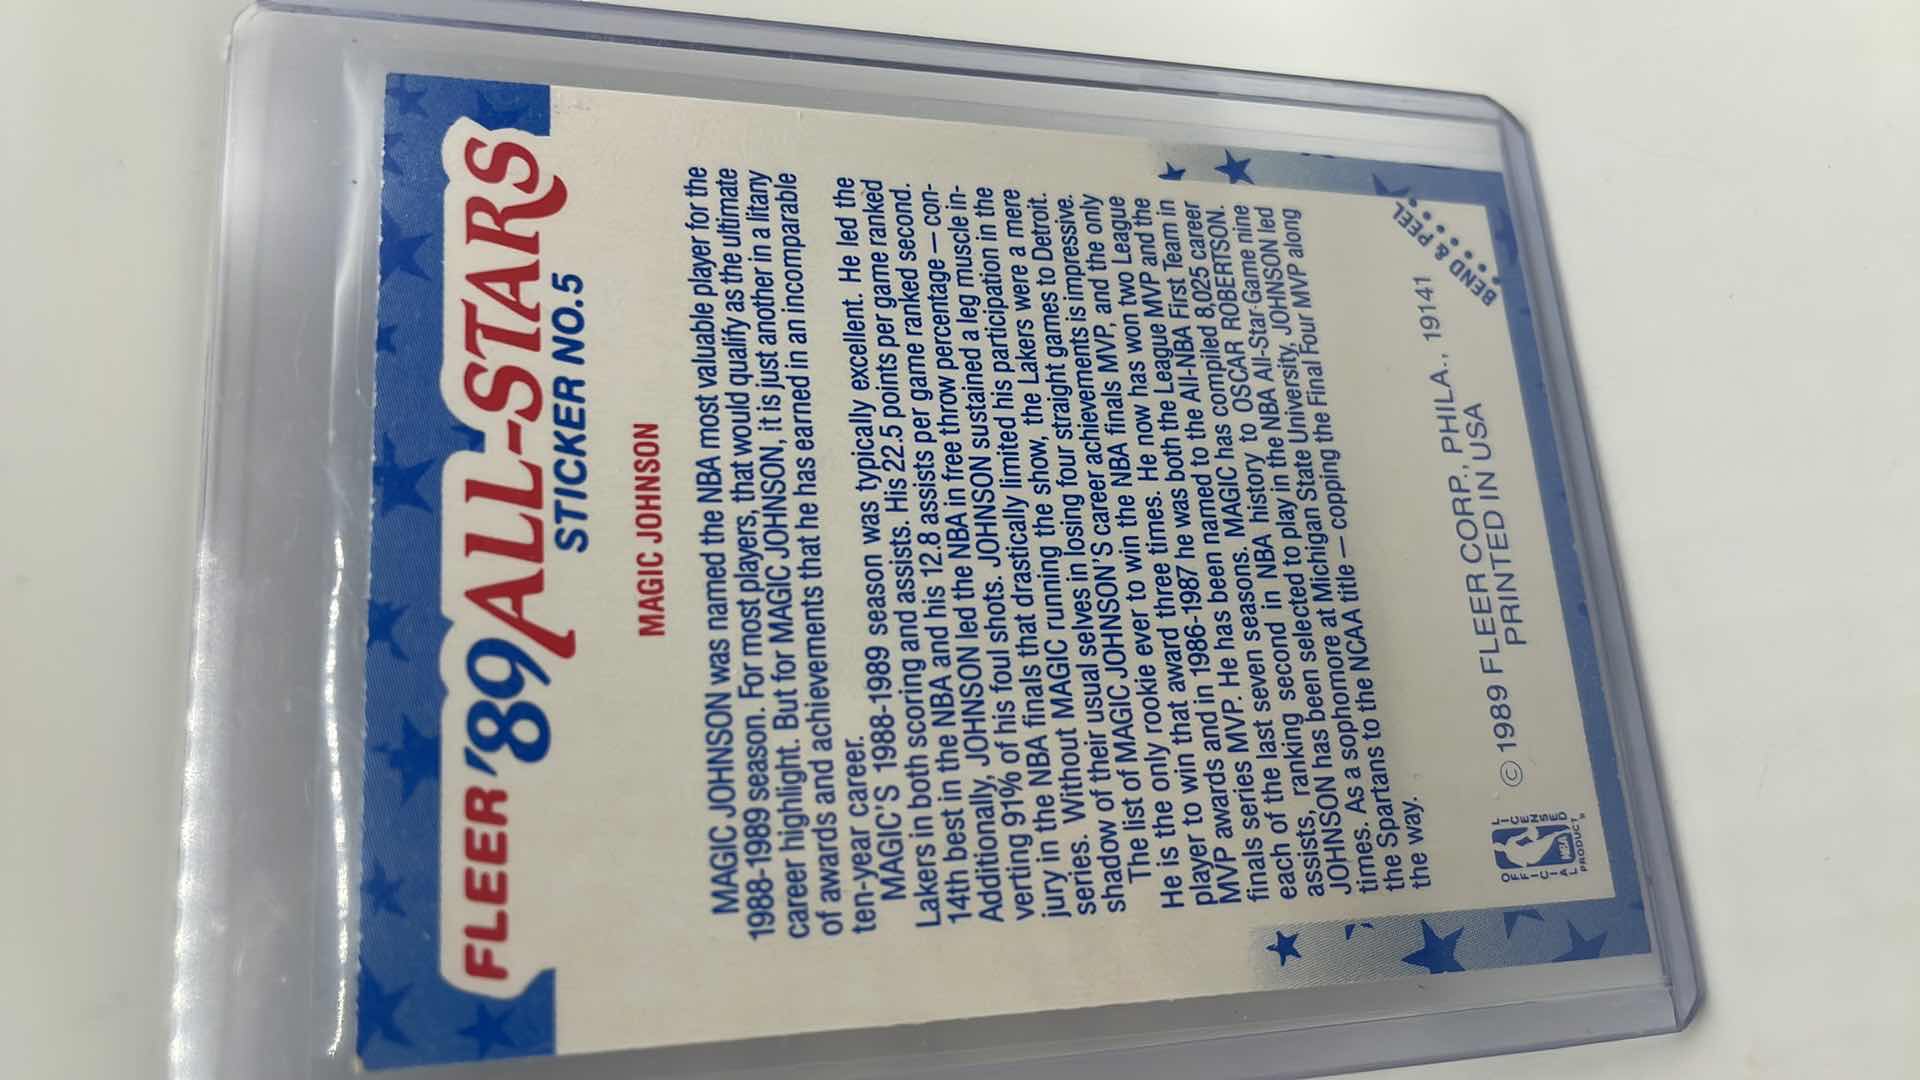 FLEER '89 ALL-STARS
STICKER NO.5
MAGIC JOHNSON
MAGIC JOHNSON was named the NBA most valuable player for the
1988-1989 season. For most players, that would qualify as the ultimate
career highlight. But for MAGIC JOHNSON, it is just another in a litany
of awards and achievements that he has earned in an incomparable
ten-year career.
MAGIC'S 1988-1989 season was typically excellent. He led the
Lakers in both scoring and assists. His 22.5 points per game ranked
14th best in the NBA and his 12.8 assists per game ranked second.
Additionally, JOHNSON led the NBA in free throw percentage — con-
verting 91% of his foul shots. JOHNSON sustained a leg muscle in-
jury in the NBA finals that drastically limited his participation in the
series. Without MAGIC running the show, the Lakers were a mere
shadow of their usual selves in losing four straight games to Detroit.
The list of MAGIC JOHNSON'S career achievements is impressive.
He is the only rookie ever to win the NBA finals MVP, and the only
player to win that award three times. He now has won two League
MVP awards and in 1986-1987 he was both the League MVP and the
finals series MVP. He has been named to the All-NBA First Team in
each of the last seven seasons. MAGIC has compiled 8,025 career
assists, ranking second in NBA history to OSCAR ROBERTSON.
JOHNSON has been selected to play in the NBA All-Star Game nine
times. As a sophomore at Michigan State University, JOHNSON led
the Spartans to the NCAA title — copping the Final Four MVP along
the way.
OFFICIAL LICENSED
NBA
PRODUCT
© 1989 FLEER CORP., PHILA., 19141
PRINTED IN USA
BEND & PEEL